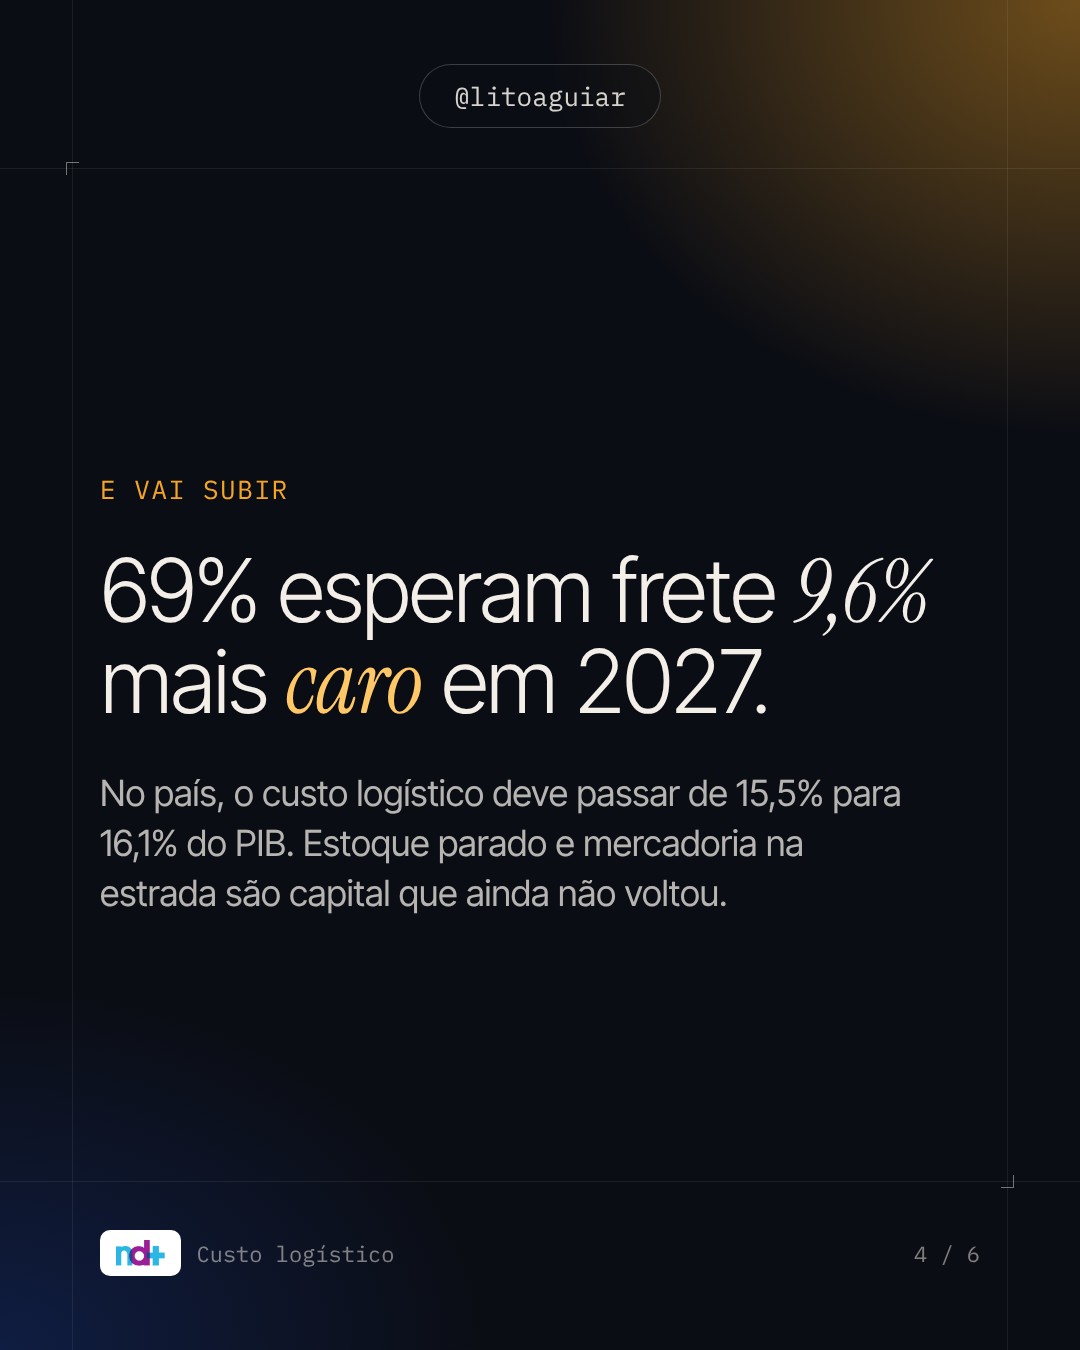 @litoaguiar
E VAI SUBIR
69% esperam frete 9,6%
mais caro em 2027.
No país, o custo logístico deve passar de 15,5% para
16,1% do PIB. Estoque parado e mercadoria na
estrada são capital que ainda não voltou.
nd+ Custo logístico
4 / 6